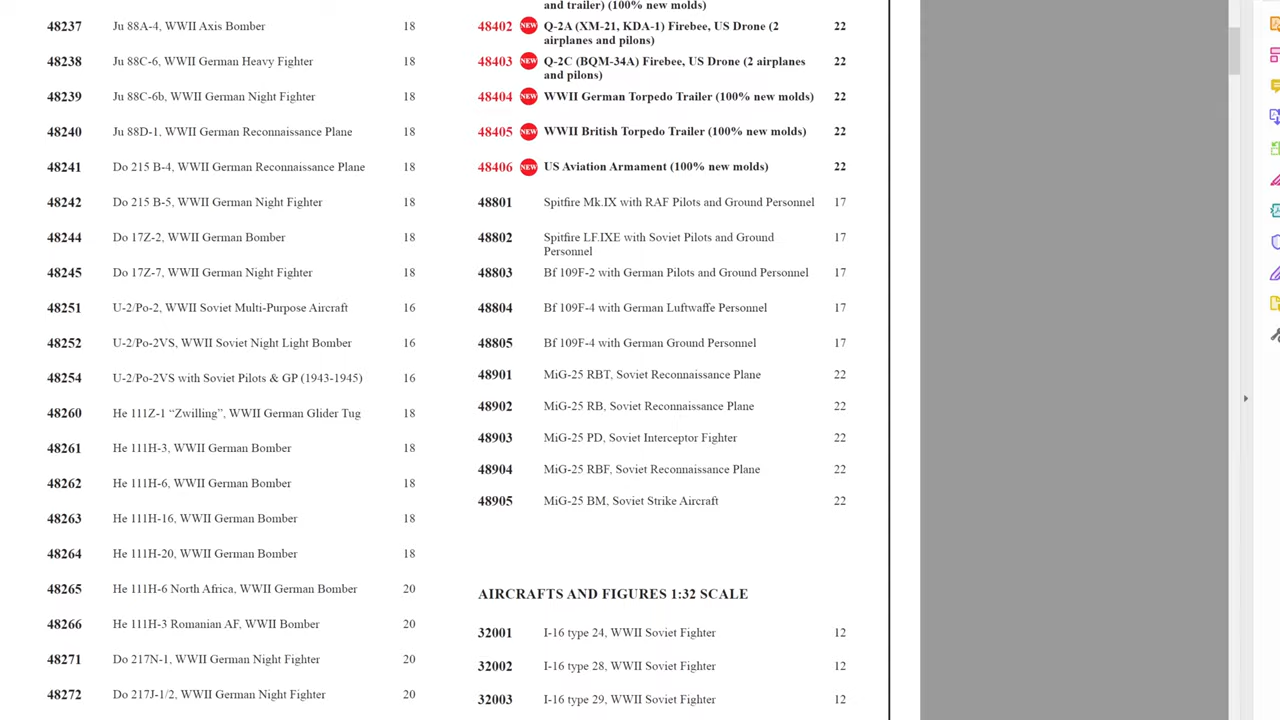 48237 Ju 88A-4, WWII Axis Bomber 18
48238 Ju 88C-6, WWII German Heavy Fighter 18
48239 Ju 88C-6b, WWII German Night Fighter 18
48240 Ju 88D-1, WWII German Reconnaissance Plane 18
48241 Do 215 B-4, WWII German Reconnaissance Plane 18
48242 Do 215 B-5, WWII German Night Fighter 18
48244 Do 17Z-2, WWII German Bomber 18
48245 Do 17Z-7, WWII German Night Fighter 18
48251 U-2/Po-2, WWII Soviet Multi-Purpose Aircraft 16
48252 U-2/Po-2VS, WWII Soviet Night Light Bomber 16
48254 U-2/Po-2VS with Soviet Pilots & GP (1943-1945) 16
48260 He 111Z-1 “Zwilling”, WWII German Glider Tug 18
48261 He 111H-3, WWII German Bomber 18
48262 He 111H-6, WWII German Bomber 18
48263 He 111H-16, WWII German Bomber 18
48264 He 111H-20, WWII German Bomber 18
48265 He 111H-6 North Africa, WWII German Bomber 20
48266 He 111H-3 Romanian AF, WWII Bomber 20
48271 Do 217N-1, WWII German Night Fighter 20
48272 Do 217J-1/2, WWII German Night Fighter 20
and trailer) (100% new molds)
48402 NEW Q-2A (XM-21, KDA-1) Firebee, US Drone (2 22
airplanes and pilons)
48403 NEW Q-2C (BQM-34A) Firebee, US Drone (2 airplanes 22
and pilons)
48404 NEW WWII German Torpedo Trailer (100% new molds) 22
48405 NEW WWII British Torpedo Trailer (100% new molds) 22
48406 NEW US Aviation Armament (100% new molds) 22
48801 Spitfire Mk.IX with RAF Pilots and Ground Personnel 17
48802 Spitfire LF.IXE with Soviet Pilots and Ground 17
Personnel
48803 Bf 109F-2 with German Pilots and Ground Personnel 17
48804 Bf 109F-4 with German Luftwaffe Personnel 17
48805 Bf 109F-4 with German Ground Personnel 17
48901 MiG-25 RBT, Soviet Reconnaissance Plane 22
48902 MiG-25 RB, Soviet Reconnaissance Plane 22
48903 MiG-25 PD, Soviet Interceptor Fighter 22
48904 MiG-25 RBF, Soviet Reconnaissance Plane 22
48905 MiG-25 BM, Soviet Strike Aircraft 22
AIRCRAFTS AND FIGURES 1:32 SCALE
32001 I-16 type 24, WWII Soviet Fighter 12
32002 I-16 type 28, WWII Soviet Fighter 12
32003 I-16 type 29, WWII Soviet Fighter 12